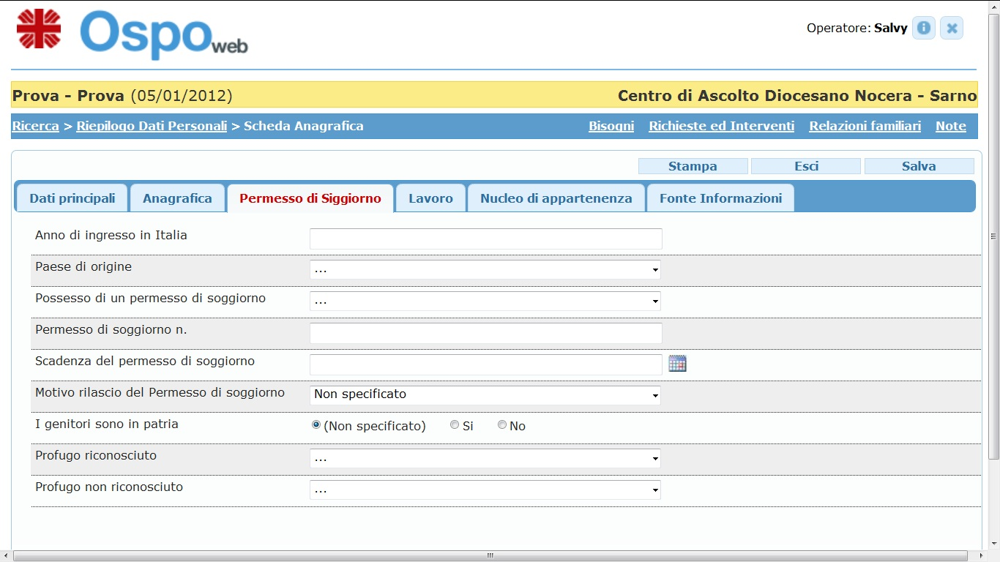 Ospo web
Operatore: Salvy
Prova - Prova (05/01/2012) Centro di Ascolto Diocesano Nocera - Sarno
Ricerca > Riepilogo Dati Personali > Scheda Anagrafica Bisogni Richieste ed Interventi Relazioni familiari Note
Stampa Esci Salva
Dati principali Anagrafica Permesso di Siggiorno Lavoro Nucleo di appartenenza Fonte Informazioni
Anno di ingresso in Italia
Paese di origine ...
Possesso di un permesso di soggiorno ...
Permesso di soggiorno n.
Scadenza del permesso di soggiorno
Motivo rilascio del Permesso di soggiorno Non specificato
I genitori sono in patria (Non specificato) Si No
Profugo riconosciuto ...
Profugo non riconosciuto ...